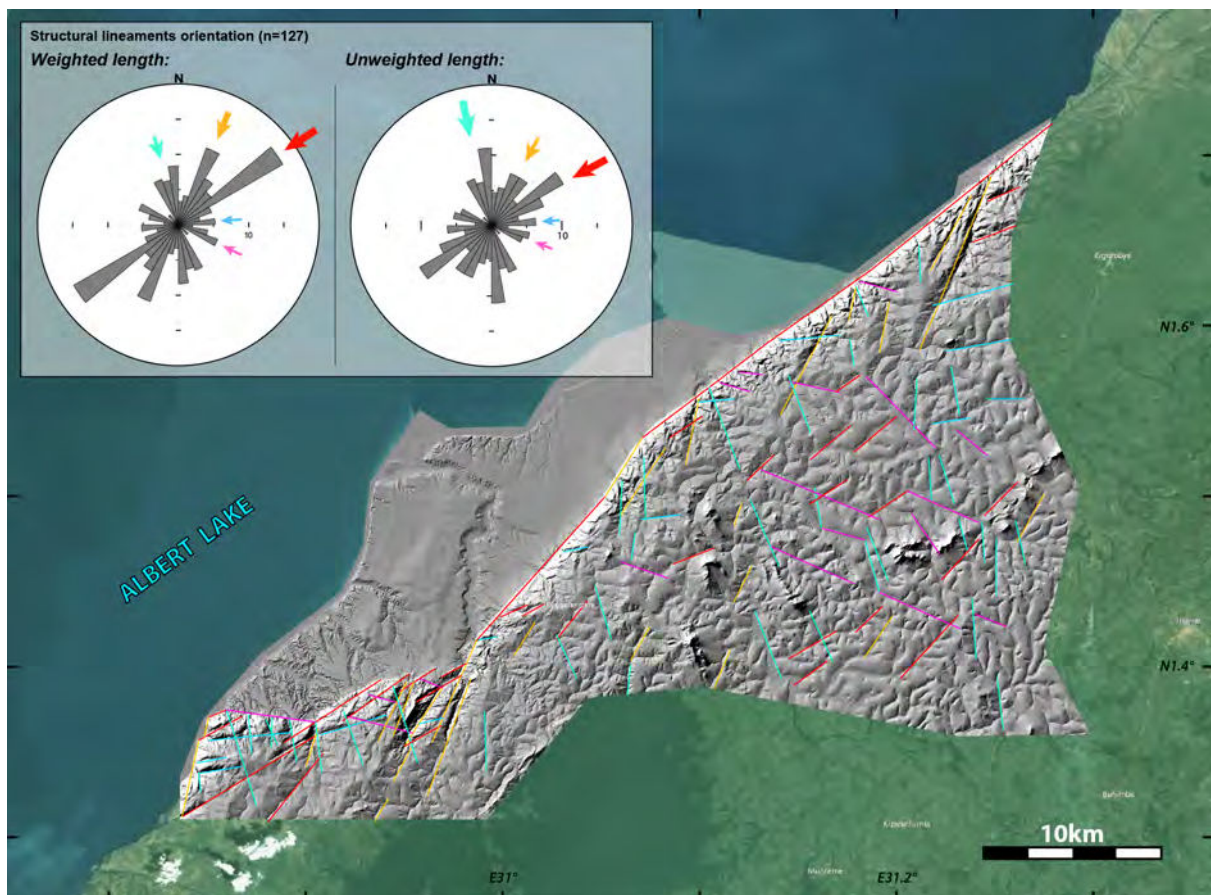 Structural lineaments orientation (n=127)
Weighted length:
Unweighted length:
N
N
10
10
ALBERT LAKE
N1.6°
N1.4°
E31°
E31.2°
10km